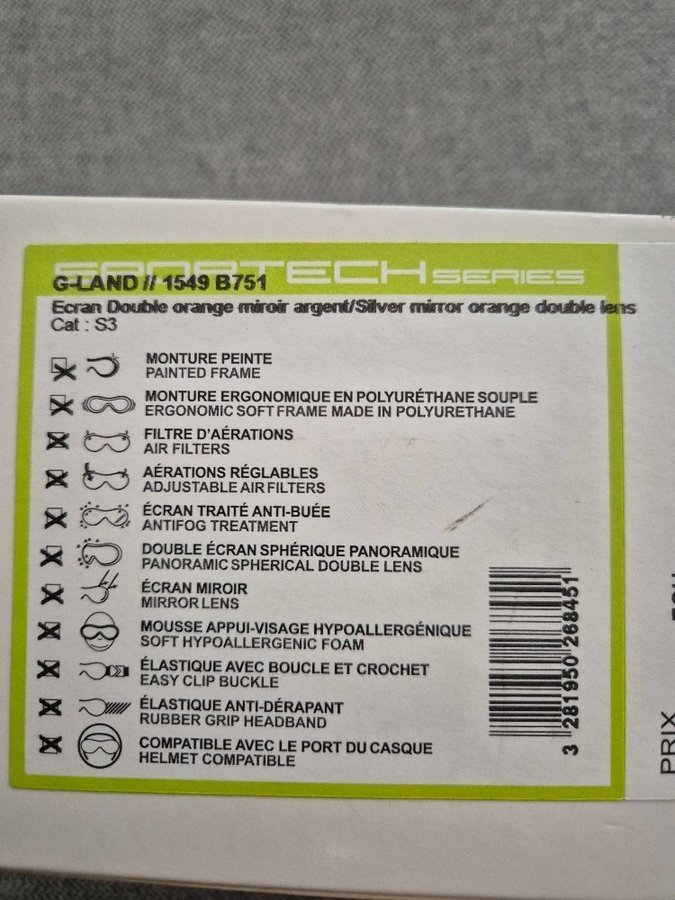 SPORTECH SERIES
G-LAND // 1549 B751
Ecran Double orange miroir argent/Silver mirror orange double lens
Cat : S3
MONTURE PEINTE
PAINTED FRAME
MONTURE ERGONOMIQUE EN POLYURÉTHANE SOUPLE
ERGONOMIC SOFT FRAME MADE IN POLYURETHANE
FILTRE D'AÉRATIONS
AIR FILTERS
AÉRATIONS RÉGLABLES
ADJUSTABLE AIR FILTERS
ÉCRAN TRAITÉ ANTI-BUÉE
ANTIFOG TREATMENT
DOUBLE ÉCRAN SPHÉRIQUE PANORAMIQUE
PANORAMIC SPHERICAL DOUBLE LENS
ÉCRAN MIROIR
MIRROR LENS
MOUSSE APPUI-VISAGE HYPOALLERGÉNIQUE
SOFT HYPOALLERGENIC FOAM
ÉLASTIQUE AVEC BOUCLE ET CROCHET
EASY CLIP BUCKLE
ÉLASTIQUE ANTI-DÉRAPANT
RUBBER GRIP HEADBAND
COMPATIBLE AVEC LE PORT DU CASQUE
HELMET COMPATIBLE
3 281950 268451
PRIX